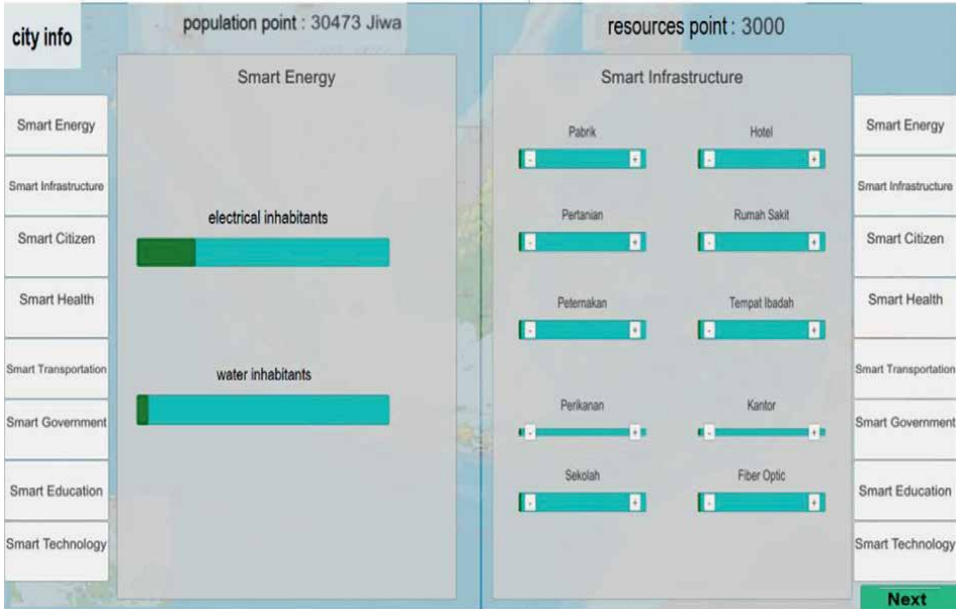 city info
population point : 30473 Jiwa
resources point : 3000
Smart Energy
Smart Infrastructure
Smart Citizen
Smart Health
Smart Transportation
Smart Government
Smart Education
Smart Technology
Smart Energy
electrical inhabitants
water inhabitants
Smart Infrastructure
Pabrik
- +
Hotel
- +
Pertanian
- +
Rumah Sakit
- +
Peternakan
- +
Tempat Ibadah
- +
Perikanan
- +
Kantor
- +
Sekolah
- +
Fiber Optic
- +
Smart Energy
Smart Infrastructure
Smart Citizen
Smart Health
Smart Transportation
Smart Government
Smart Education
Smart Technology
Next